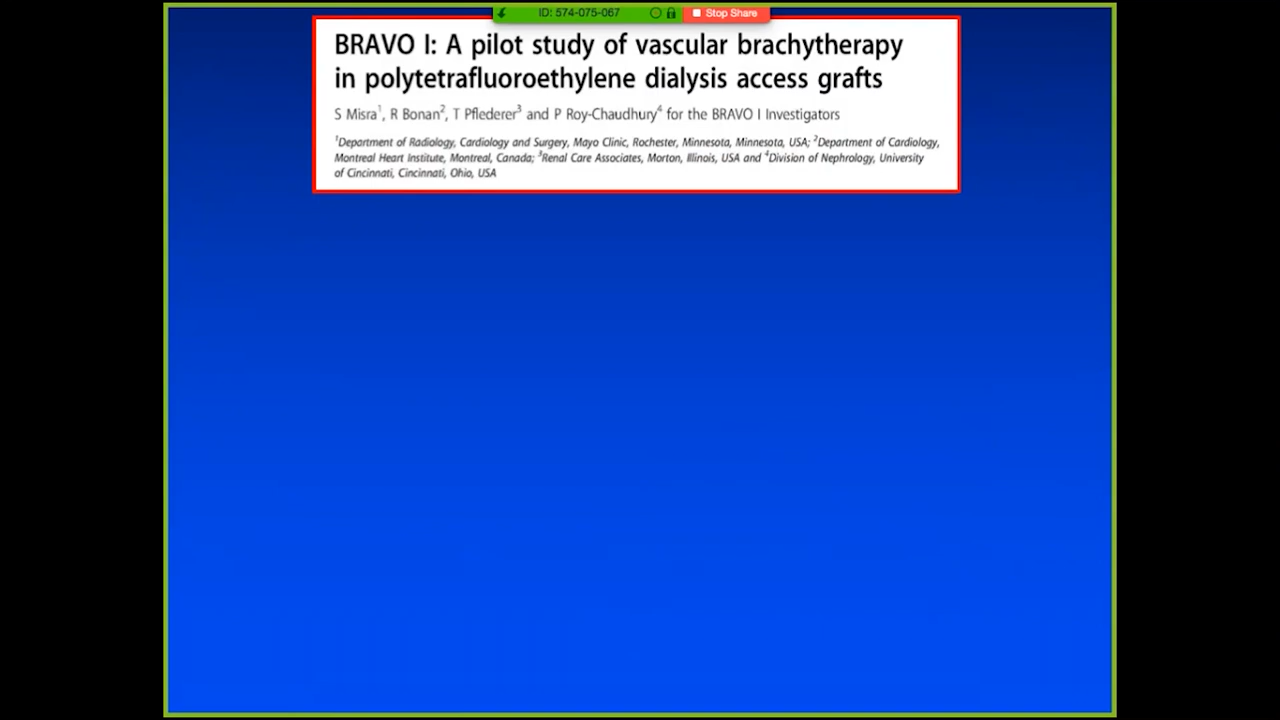 ID: 574-075-067 Stop Share
BRAVO I: A pilot study of vascular brachytherapy
in polytetrafluoroethylene dialysis access grafts
S Misra¹, R Bonan², T Pflederer³ and P Roy-Chaudhury⁴ for the BRAVO I Investigators
¹Department of Radiology, Cardiology and Surgery, Mayo Clinic, Rochester, Minnesota, Minnesota, USA; ²Department of Cardiology,
Montreal Heart Institute, Montreal, Canada; ³Renal Care Associates, Morton, Illinois, USA and ⁴Division of Nephrology, University
of Cincinnati, Cincinnati, Ohio, USA